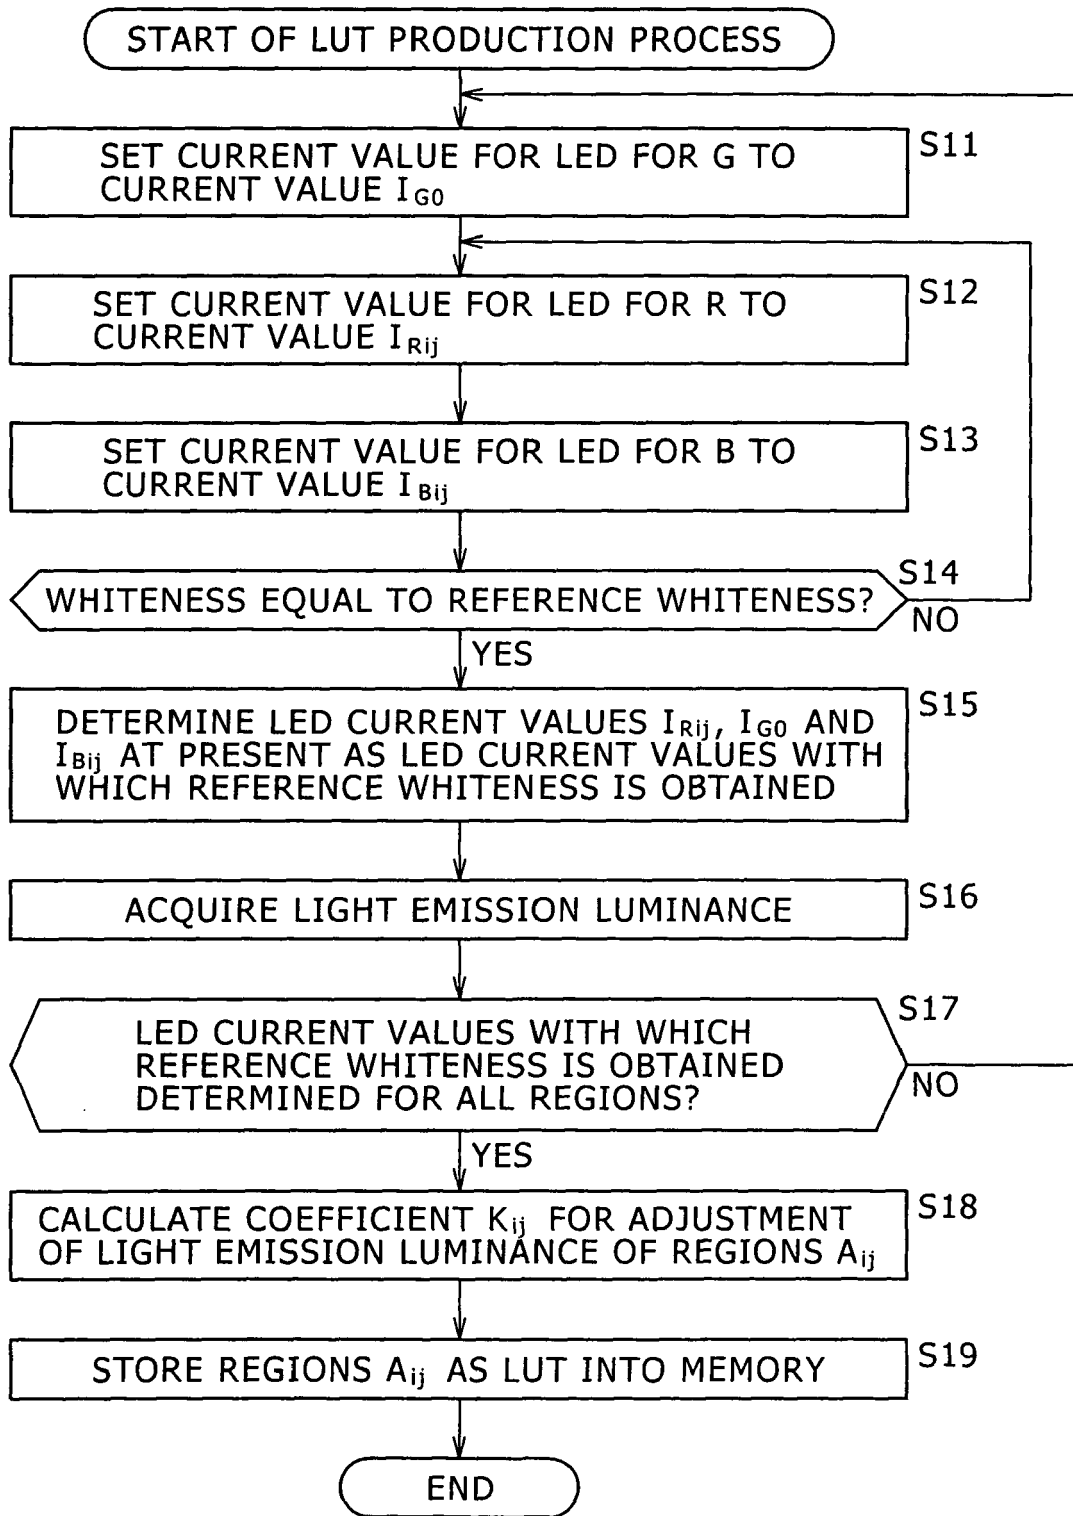 START OF LUT PRODUCTION PROCESS
S11
SET CURRENT VALUE FOR LED FOR G TO
CURRENT VALUE IG0
S12
SET CURRENT VALUE FOR LED FOR R TO
CURRENT VALUE IRij
S13
SET CURRENT VALUE FOR LED FOR B TO
CURRENT VALUE IBij
S14
WHITENESS EQUAL TO REFERENCE WHITENESS?
NO
YES
S15
DETERMINE LED CURRENT VALUES IRij, IG0 AND
IBij AT PRESENT AS LED CURRENT VALUES WITH
WHICH REFERENCE WHITENESS IS OBTAINED
S16
ACQUIRE LIGHT EMISSION LUMINANCE
S17
LED CURRENT VALUES WITH WHICH
REFERENCE WHITENESS IS OBTAINED
DETERMINED FOR ALL REGIONS?
NO
YES
S18
CALCULATE COEFFICIENT Kij FOR ADJUSTMENT
OF LIGHT EMISSION LUMINANCE OF REGIONS Aij
S19
STORE REGIONS Aij AS LUT INTO MEMORY
END